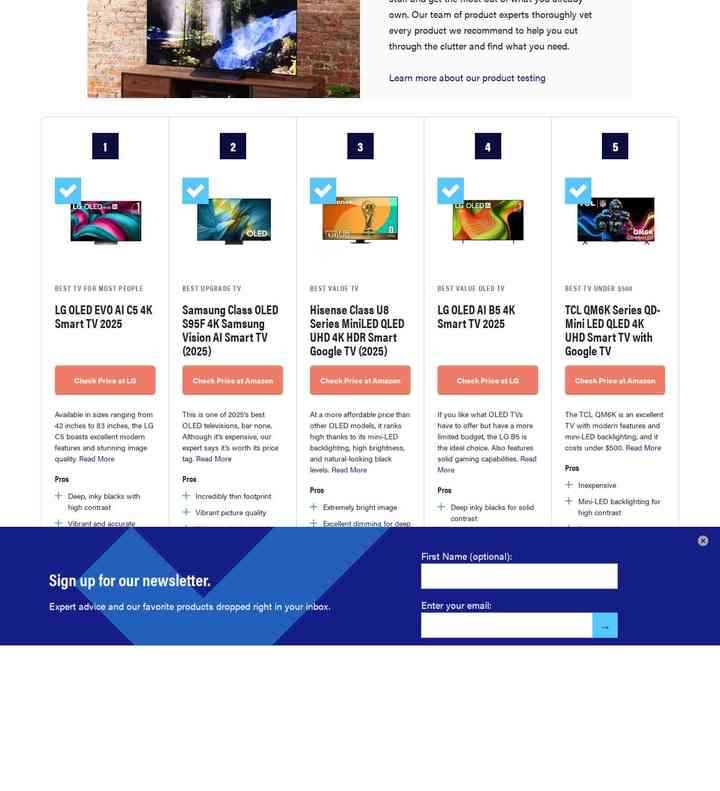 own. Our team of product experts thoroughly vet
every product we recommend to help you cut
through the clutter and find what you need.
Learn more about our product testing
1
BEST TV FOR MOST PEOPLE
LG OLED EVO AI C5 4K
Smart TV 2025
Check Price at LG
Available in sizes ranging from
42 inches to 83 inches, the LG
C5 boasts excellent modern
features and stunning image
quality. Read More
Pros
Deep, inky blacks with
high contrast
Vibrant and accurate
2
OLED
BEST UPGRADE TV
Samsung Class OLED
S95F 4K Samsung
Vision AI Smart TV
(2025)
Check Price at Amazon
This is one of 2025's best
OLED televisions, bar none.
Although it's expensive, our
expert says it's worth its price
tag. Read More
Pros
Incredibly thin footprint
Vibrant picture quality
3
BEST VALUE TV
Hisense Class U8
Series MiniLED QLED
UHD 4K HDR Smart
Google TV (2025)
Check Price at Amazon
At a more affordable price than
other OLED models, it ranks
high thanks to its mini-LED
backlighting, high brightness,
and natural-looking black
levels. Read More
Pros
Extremely bright image
Excellent dimming for deep
4
LG OLED
BEST VALUE OLED TV
LG OLED AI B5 4K
Smart TV 2025
Check Price at LG
If you like what OLED TVs
have to offer but have a more
limited budget, the LG B5 is
the ideal choice. Also features
solid gaming capabilities. Read
More
Pros
Deep inky blacks for solid
contrast
5
QM6K
BEST TV UNDER $500
TCL QM6K Series QD-
Mini LED QLED 4K
UHD Smart TV with
Google TV
Check Price at Amazon
The TCL QM6K is an excellent
TV with modern features and
mini-LED backlighting, and it
costs under $500. Read More
Pros
Inexpensive
Mini-LED backlighting for
high contrast
Sign up for our newsletter.
Expert advice and our favorite products dropped right in your inbox.
First Name (optional):
Enter your email:
→